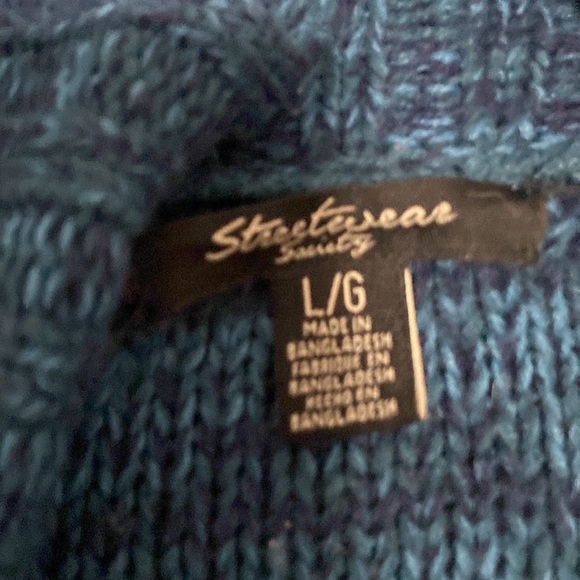 Streetwear
Society
L/G
MADE IN
BANGLADESH
FABRIQUE EN
BANGLADESH
HECHO EN
BANGLADESH